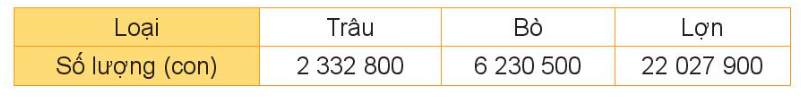 Loại Trâu Bò Lợn
Số lượng (con) 2 332 800 6 230 500 22 027 900